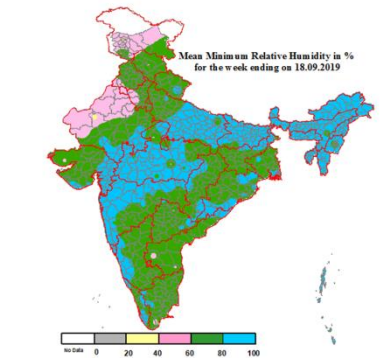 Mean Minimum Relative Humidity in %
for the week ending on 18.09.2019
No Data 0 20 40 60 80 100